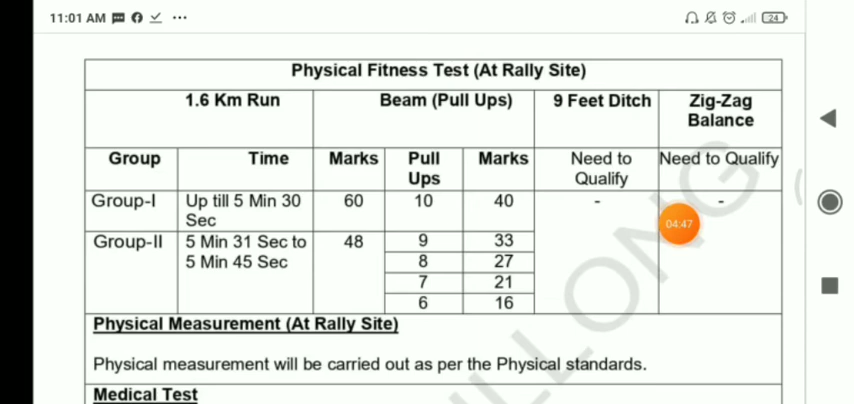 11:01 AM
24
Physical Fitness Test (At Rally Site)
1.6 Km Run Beam (Pull Ups) 9 Feet Ditch Zig-Zag
Balance
Group Time Marks Pull Marks Need to Need to Qualify
Ups Qualify
Group-I Up till 5 Min 30 60 10 40 - -
Sec
04:47
Group-II 5 Min 31 Sec to 48 9 33
5 Min 45 Sec 8 27
7 21
6 16
Physical Measurement (At Rally Site)
Physical measurement will be carried out as per the Physical standards.
Medical Test